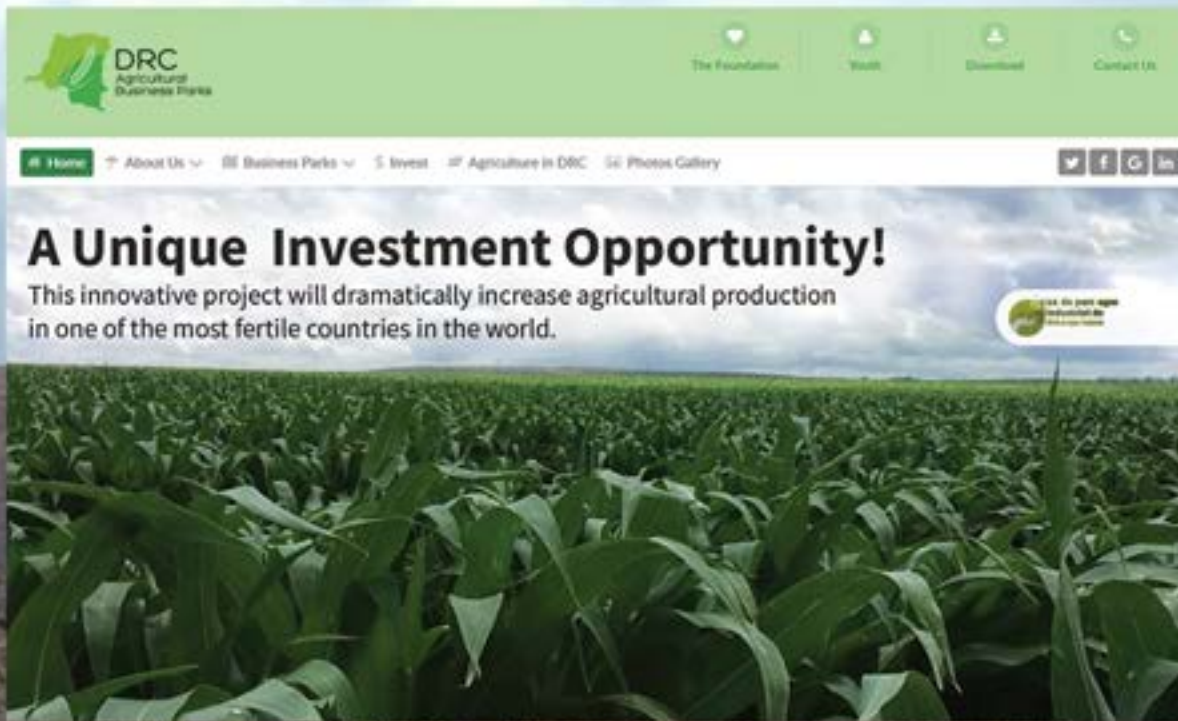 DRC
Agricultural
Business Parks
The Foundation
Download
Contact Us
Home
About Us
Business Parks
$ Invest
Agriculture in DRC
Photos Gallery
f G in
A Unique Investment Opportunity!
This innovative project will dramatically increase agricultural production
in one of the most fertile countries in the world.